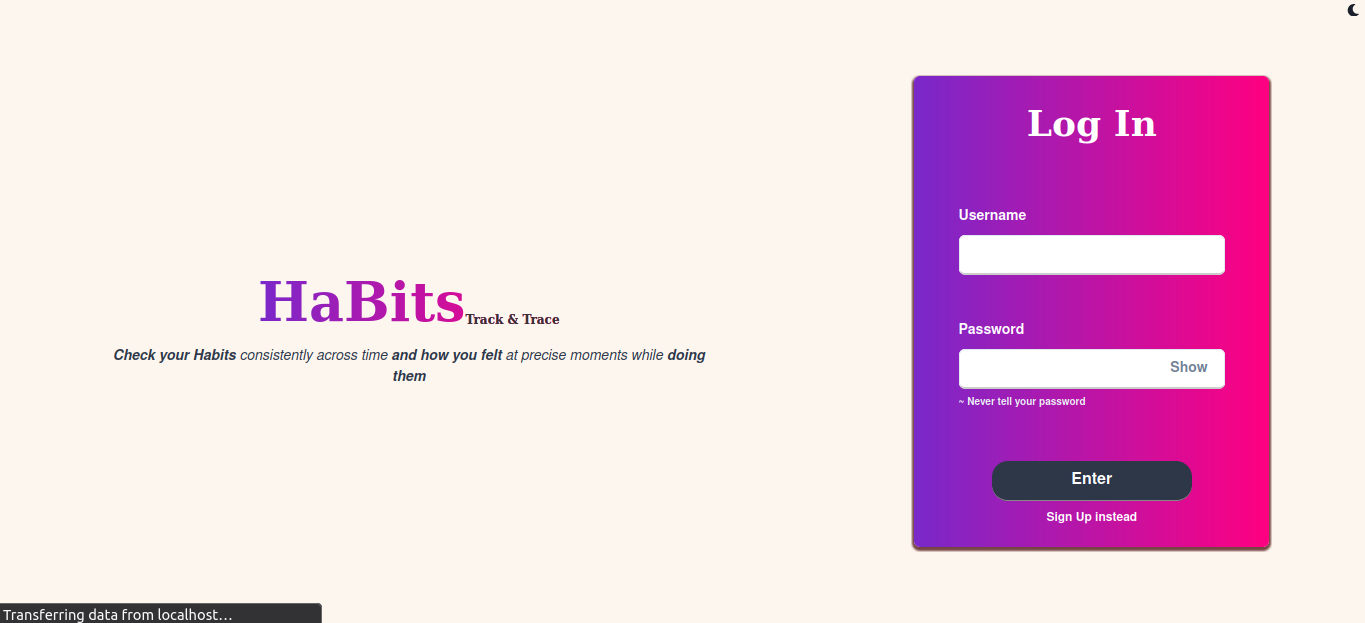 HaBits Track & Trace
Check your Habits consistently across time and how you felt at precise moments while doing
them
Log In
Username
Password
Show
~ Never tell your password
Enter
Sign Up instead
Transferring data from localhost…